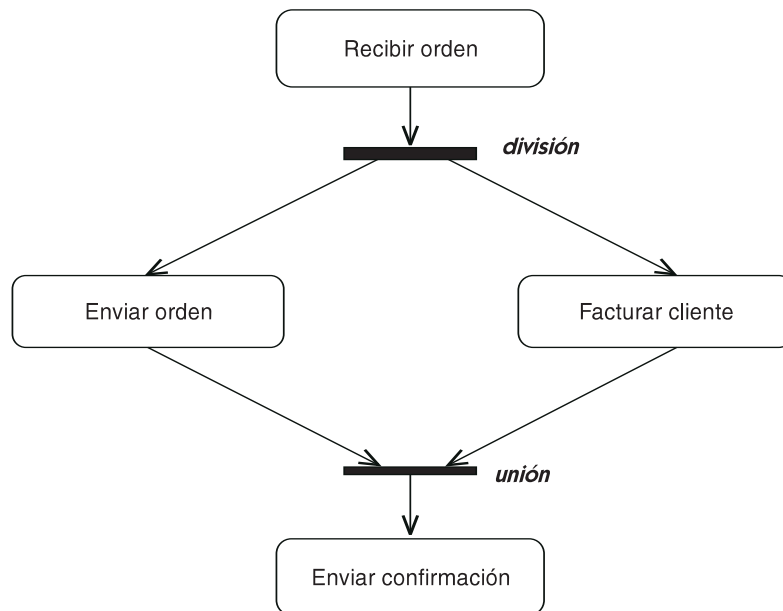 Recibir orden
división
Enviar orden
Facturar cliente
unión
Enviar confirmación